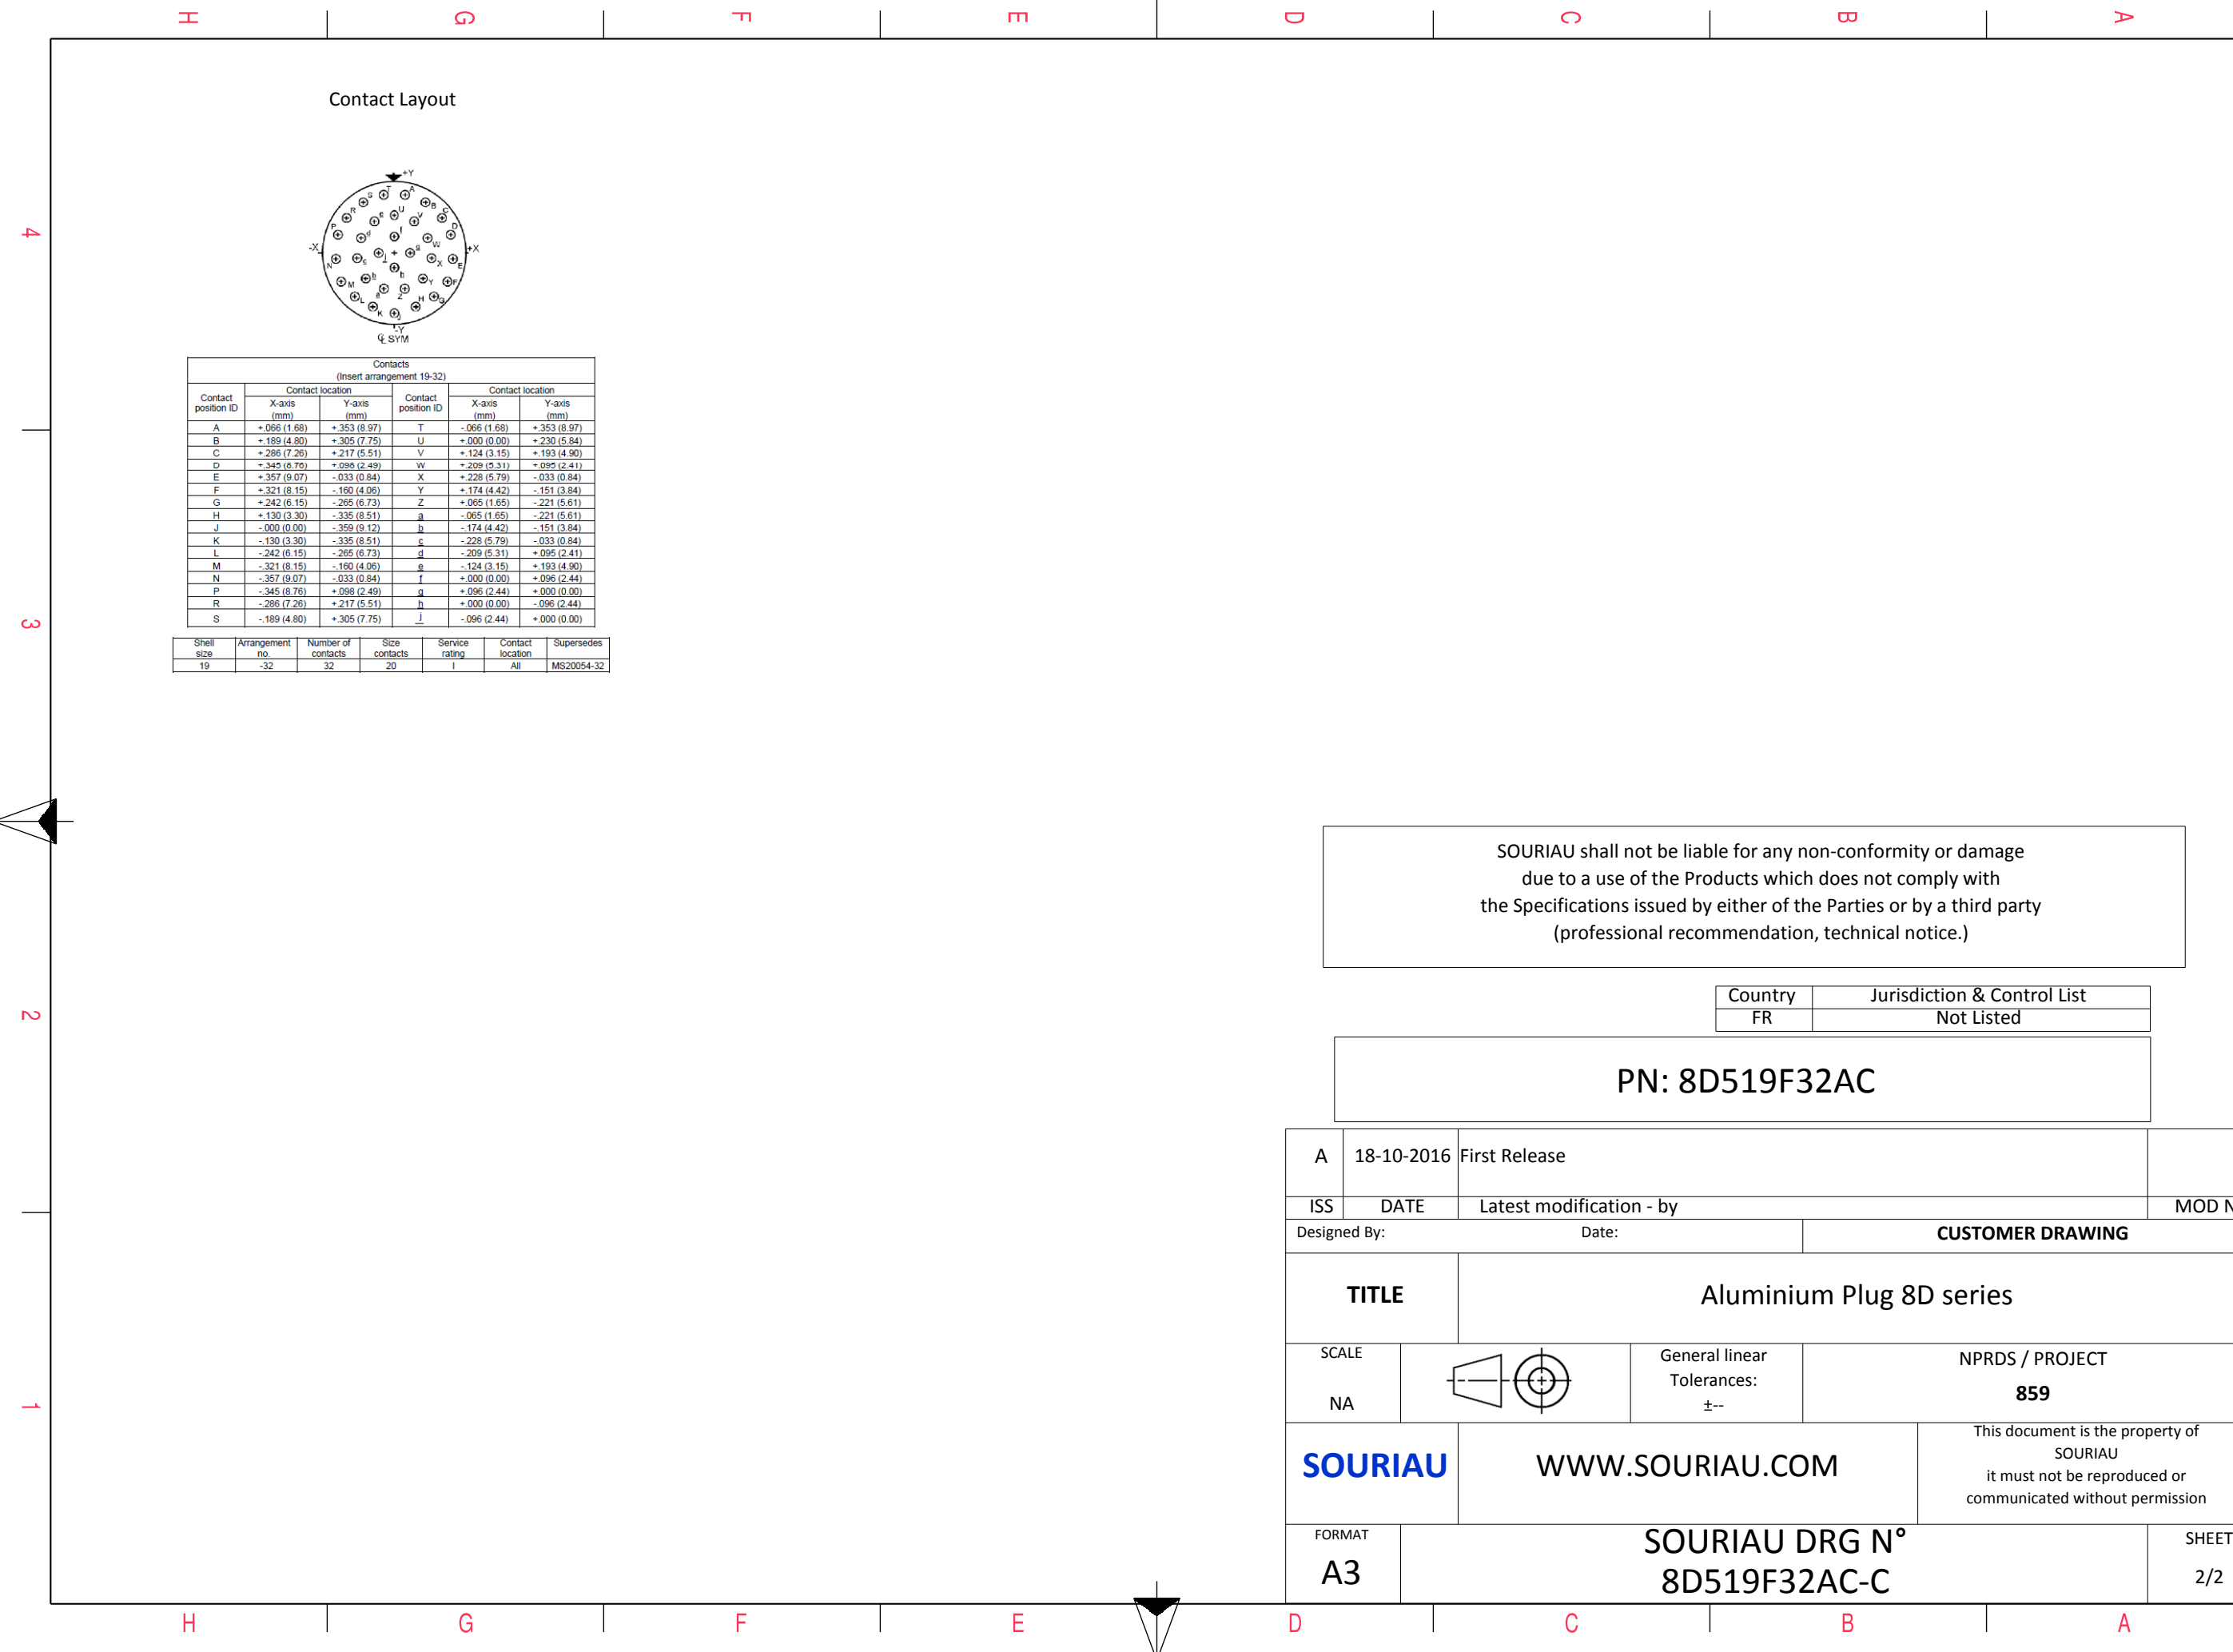 H G F E D C B A
Contact Layout
+Y
T A
S B
R e U V C
P d f W D
-X +X
N c j g X E
M b h Y F
L a Z G
K J H
-Y
℄ SYM
Contacts
(Insert arrangement 19-32)
Contact position ID | Contact location | Contact position ID | Contact location
X-axis (mm) | Y-axis (mm) | X-axis (mm) | Y-axis (mm)
A +.066 (1.68) +.353 (8.97) T -.066 (1.68) +.353 (8.97)
B +.189 (4.80) +.305 (7.75) U +.000 (0.00) +.230 (5.84)
C +.286 (7.26) +.217 (5.51) V +.124 (3.15) +.193 (4.90)
D +.345 (8.76) +.098 (2.49) W +.209 (5.31) +.095 (2.41)
E +.357 (9.07) -.033 (0.84) X +.228 (5.79) -.033 (0.84)
F +.321 (8.15) -.160 (4.06) Y +.174 (4.42) -.151 (3.84)
G +.242 (6.15) -.265 (6.73) Z +.065 (1.65) -.221 (5.61)
H +.130 (3.30) -.335 (8.51) a -.065 (1.65) -.221 (5.61)
J -.000 (0.00) -.359 (9.12) b -.174 (4.42) -.151 (3.84)
K -.130 (3.30) -.335 (8.51) c -.228 (5.79) -.033 (0.84)
L -.242 (6.15) -.265 (6.73) d -.209 (5.31) +.095 (2.41)
M -.321 (8.15) -.160 (4.06) e -.124 (3.15) +.193 (4.90)
N -.357 (9.07) -.033 (0.84) f +.000 (0.00) +.096 (2.44)
P -.345 (8.76) +.098 (2.49) g +.096 (2.44) +.000 (0.00)
R -.286 (7.26) +.217 (5.51) h +.000 (0.00) -.096 (2.44)
S -.189 (4.80) +.305 (7.75) j -.096 (2.44) +.000 (0.00)
Shell size | Arrangement no. | Number of contacts | Size contacts | Service rating | Contact location | Supersedes
19 -32 32 20 I All MS20054-32
4
3
2
1
SOURIAU shall not be liable for any non-conformity or damage
due to a use of the Products which does not comply with
the Specifications issued by either of the Parties or by a third party
(professional recommendation, technical notice.)
Country Jurisdiction & Control List
FR Not Listed
PN: 8D519F32AC
A 18-10-2016 First Release
ISS DATE Latest modification - by MOD N
Designed By: Date: CUSTOMER DRAWING
TITLE Aluminium Plug 8D series
SCALE
NA
General linear
Tolerances:
±--
NPRDS / PROJECT
859
SOURIAU
WWW.SOURIAU.COM
This document is the property of
SOURIAU
it must not be reproduced or
communicated without permission
FORMAT
A3
SOURIAU DRG N°
8D519F32AC-C
SHEET
2/2
H G F E D C B A